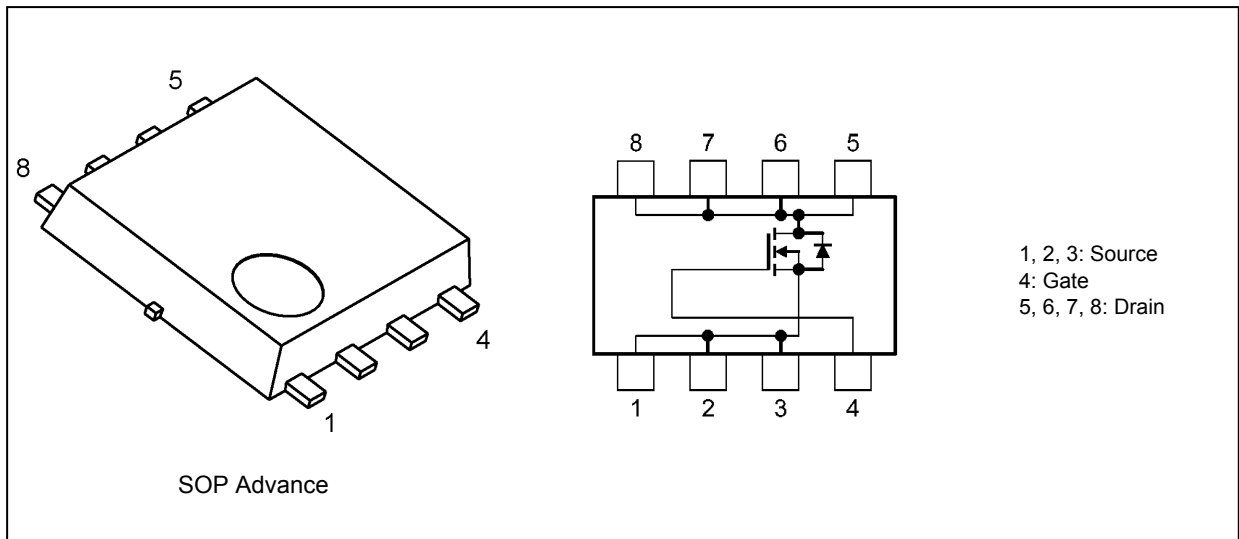 5
8
4
1
SOP Advance
8 7 6 5
1 2 3 4
1, 2, 3: Source
4: Gate
5, 6, 7, 8: Drain